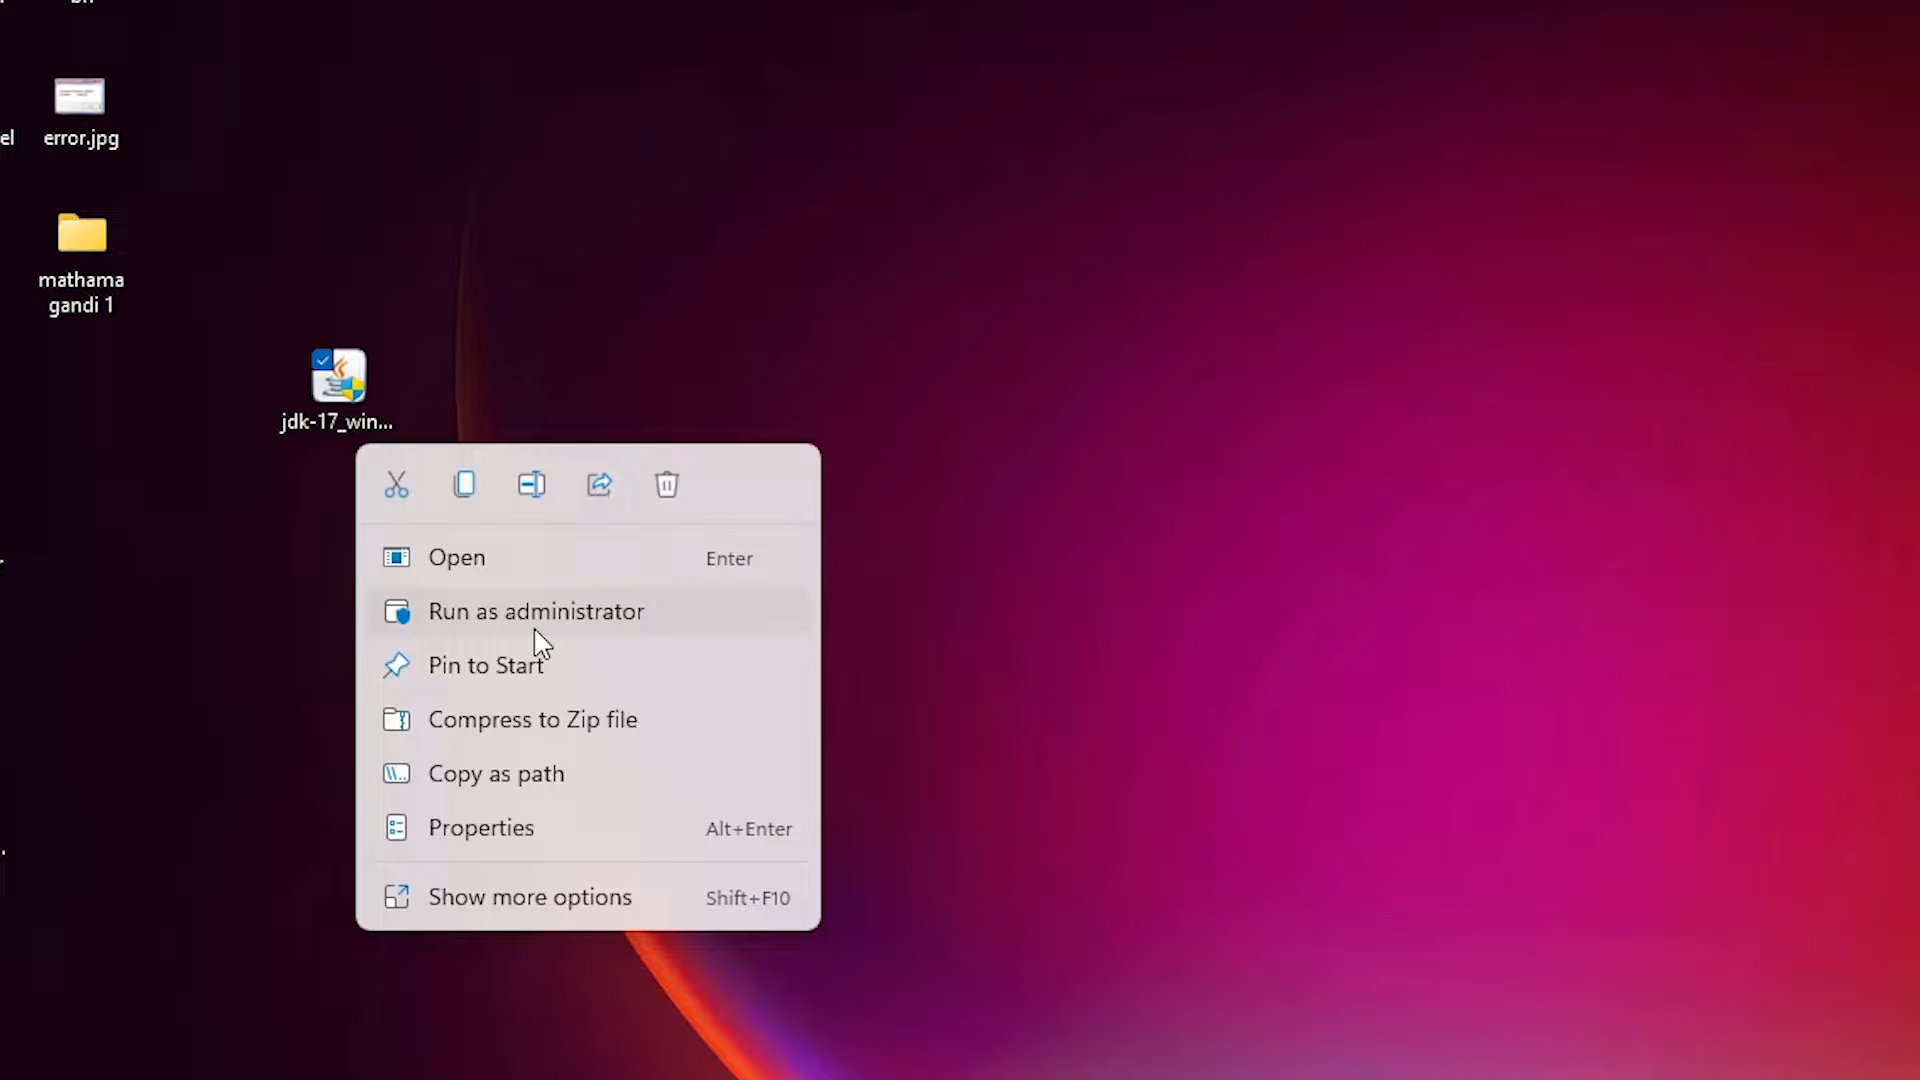 error.jpg
el
mathama
gandi 1
jdk-17_win...
Open Enter
Run as administrator
Pin to Start
Compress to Zip file
Copy as path
Properties Alt+Enter
Show more options Shift+F10